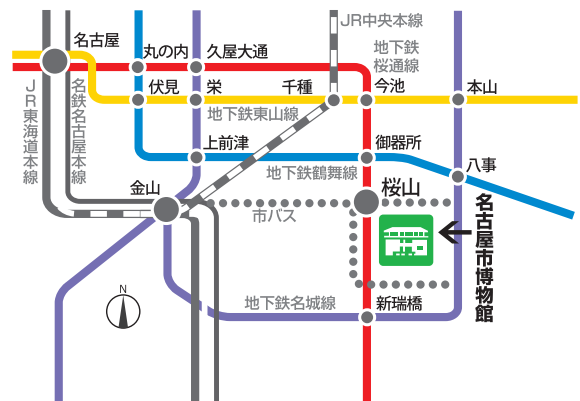 JR中央本線
名古屋
丸の内
久屋大通
地下鉄
桜通線
伏見
栄
千種
今池
本山
JR東海道本線
名鉄名古屋本線
地下鉄東山線
上前津
御器所
地下鉄鶴舞線
八事
金山
桜山
市バス
名古屋市博物館
N
地下鉄名城線
新瑞橋